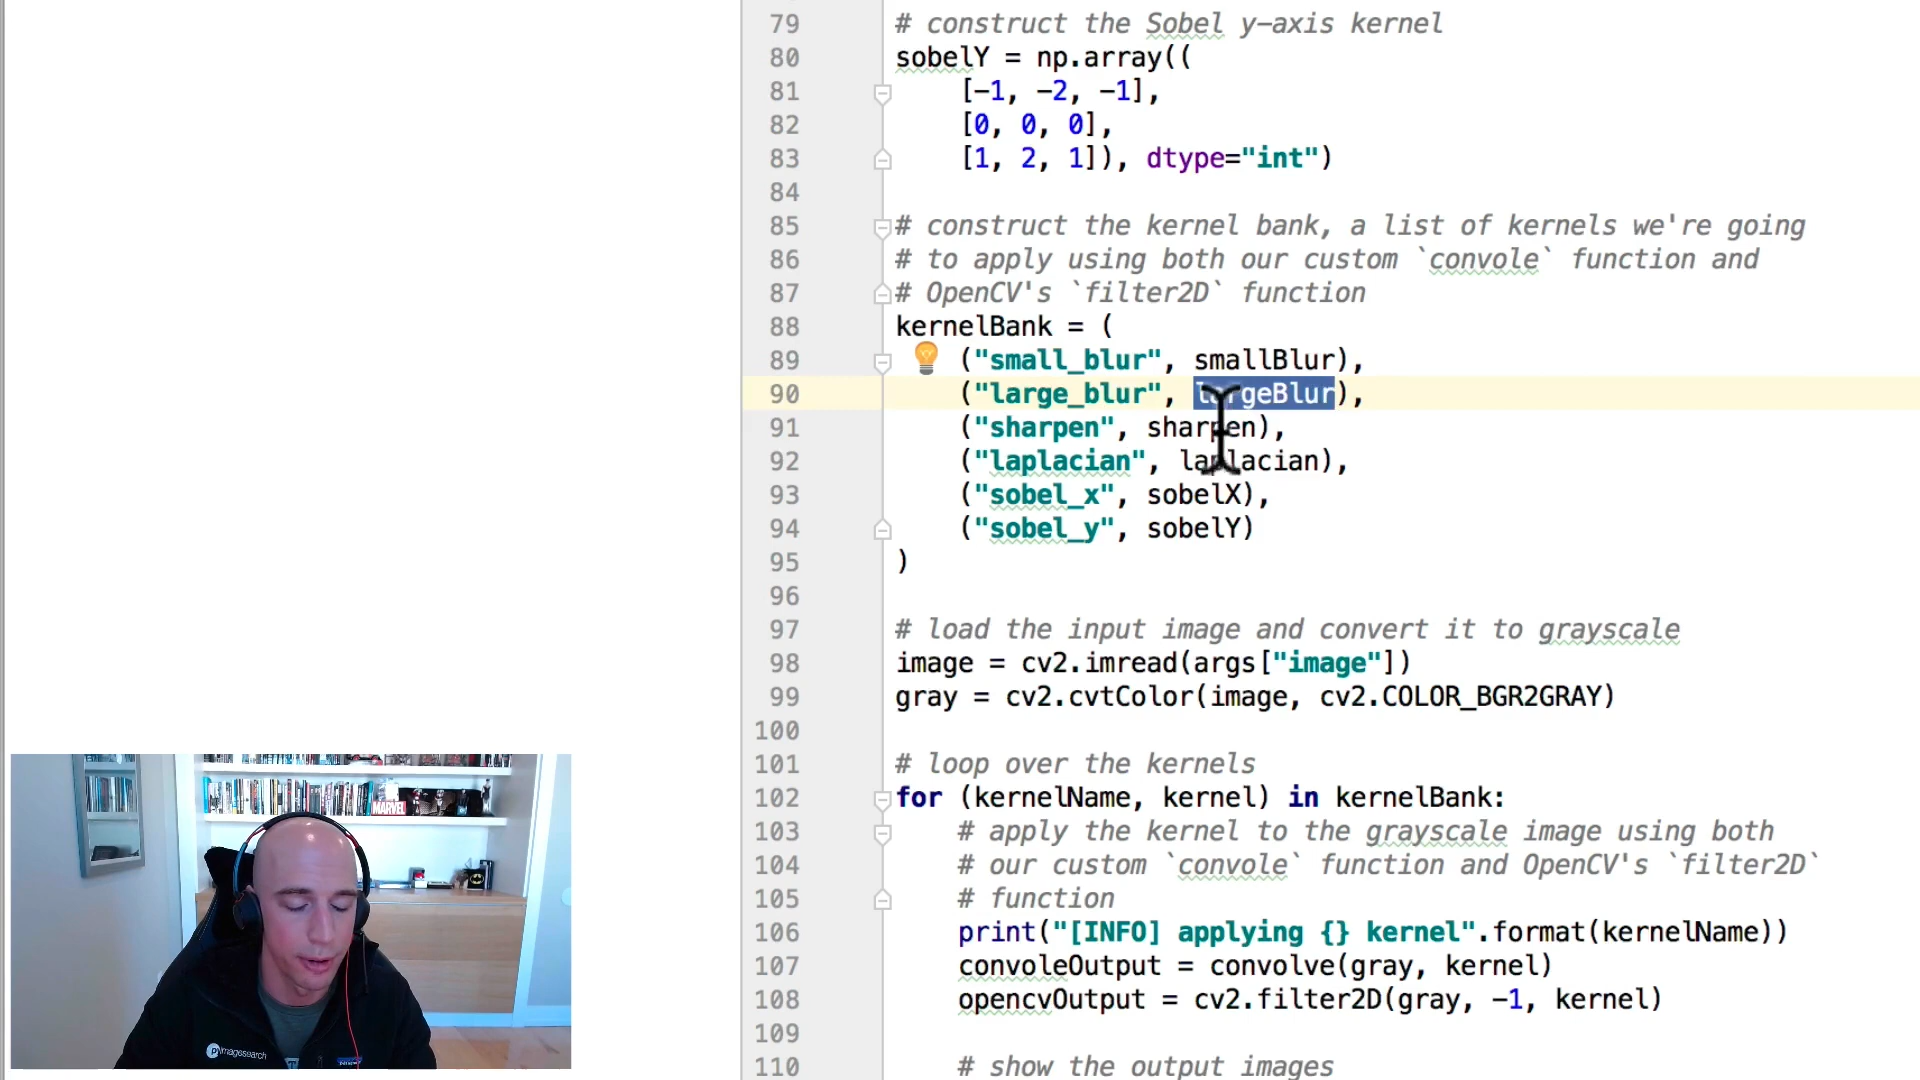 79 # construct the Sobel y-axis kernel
80 sobelY = np.array((
81 [-1, -2, -1],
82 [0, 0, 0],
83 [1, 2, 1]), dtype="int")
84
85 # construct the kernel bank, a list of kernels we're going
86 # to apply using both our custom `convole` function and
87 # OpenCV's `filter2D` function
88 kernelBank = (
89 ("small_blur", smallBlur),
90 ("large_blur", largeBlur),
91 ("sharpen", sharpen),
92 ("laplacian", laplacian),
93 ("sobel_x", sobelX),
94 ("sobel_y", sobelY)
95 )
96
97 # load the input image and convert it to grayscale
98 image = cv2.imread(args["image"])
99 gray = cv2.cvtColor(image, cv2.COLOR_BGR2GRAY)
100
101 # loop over the kernels
102 for (kernelName, kernel) in kernelBank:
103 # apply the kernel to the grayscale image using both
104 # our custom `convole` function and OpenCV's `filter2D`
105 # function
106 print("[INFO] applying {} kernel".format(kernelName))
107 convoleOutput = convolve(gray, kernel)
108 opencvOutput = cv2.filter2D(gray, -1, kernel)
109
110 # show the output images
MARVEL
pyimagesearch